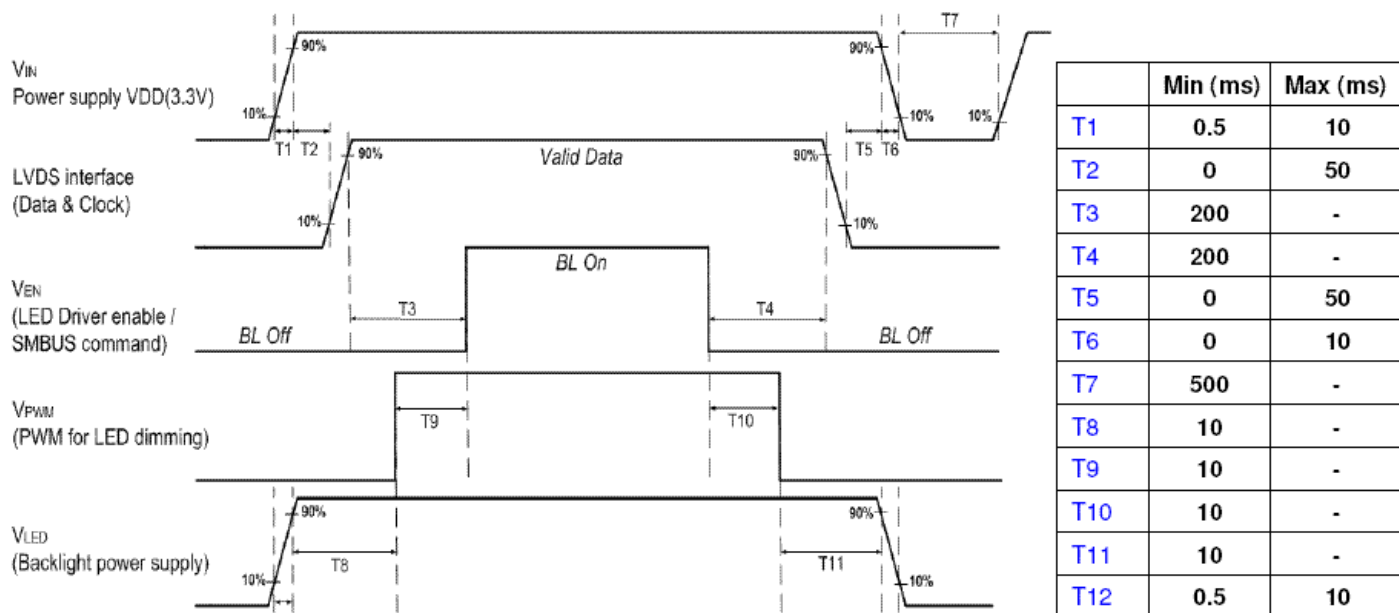 T7
90%
90%
VIN
Power supply VDD(3.3V)
10%
10%
10%
T1 T2
T5 T6
90%
Valid Data
90%
LVDS interface
(Data & Clock)
10%
10%
BL On
VEN
(LED Driver enable /
SMBUS command)
T3
T4
BL Off
BL Off
VPWM
(PWM for LED dimming)
T9
T10
90%
90%
VLED
(Backlight power supply)
T8
T11
10%
10%
Min (ms) Max (ms)
T1 0.5 10
T2 0 50
T3 200 -
T4 200 -
T5 0 50
T6 0 10
T7 500 -
T8 10 -
T9 10 -
T10 10 -
T11 10 -
T12 0.5 10